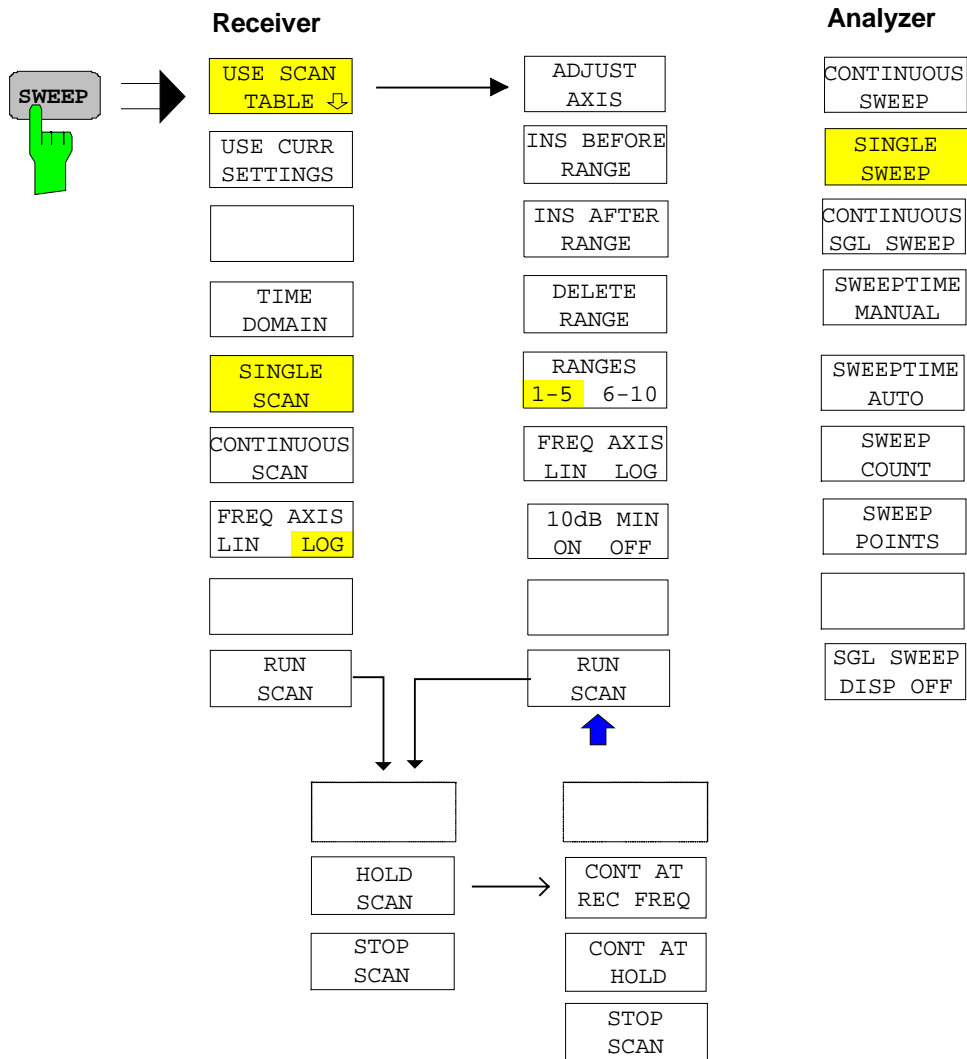 Receiver
Analyzer
SWEEP
USE SCAN
TABLE
USE CURR
SETTINGS
TIME
DOMAIN
SINGLE
SCAN
CONTINUOUS
SCAN
FREQ AXIS
LIN LOG
RUN
SCAN
ADJUST
AXIS
INS BEFORE
RANGE
INS AFTER
RANGE
DELETE
RANGE
RANGES
1-5 6-10
FREQ AXIS
LIN LOG
10dB MIN
ON OFF
RUN
SCAN
CONTINUOUS
SWEEP
SINGLE
SWEEP
CONTINUOUS
SGL SWEEP
SWEEPTIME
MANUAL
SWEEPTIME
AUTO
SWEEP
COUNT
SWEEP
POINTS
SGL SWEEP
DISP OFF
HOLD
SCAN
STOP
SCAN
CONT AT
REC FREQ
CONT AT
HOLD
STOP
SCAN